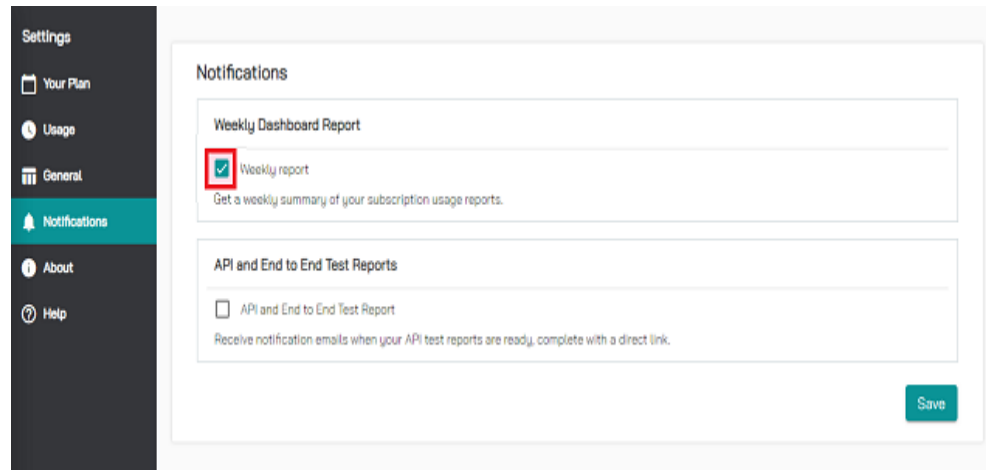 Settings
Your Plan
Usage
General
Notifications
About
Help
Notifications
Weekly Dashboard Report
Weekly report
Get a weekly summary of your subscription usage reports.
API and End to End Test Reports
API and End to End Test Report
Receive notification emails when your API test reports are ready, complete with a direct link.
Save